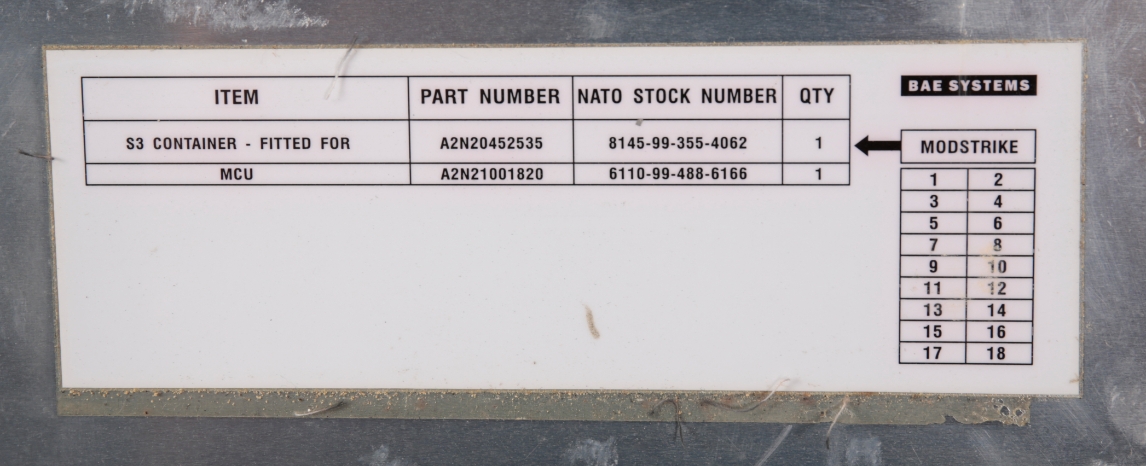 ITEM PART NUMBER NATO STOCK NUMBER QTY
S3 CONTAINER - FITTED FOR A2N20452535 8145-99-355-4062 1
MCU A2N21001820 6110-99-488-6166 1
BAE SYSTEMS
MODSTRIKE
1 2
3 4
5 6
7 8
9 10
11 12
13 14
15 16
17 18